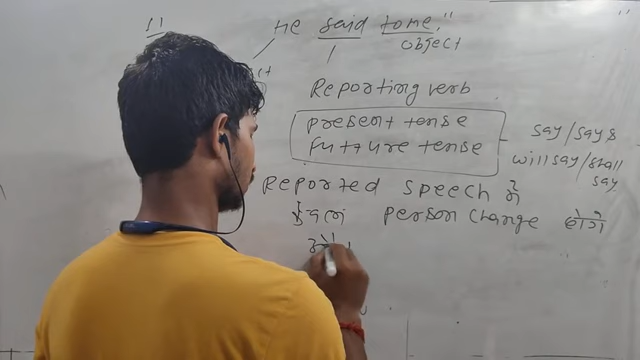 " He said to me,"
object
Reporting verb
present tense
Future tense
say/says
will say/shall
say
Reported speech में
person change होगा